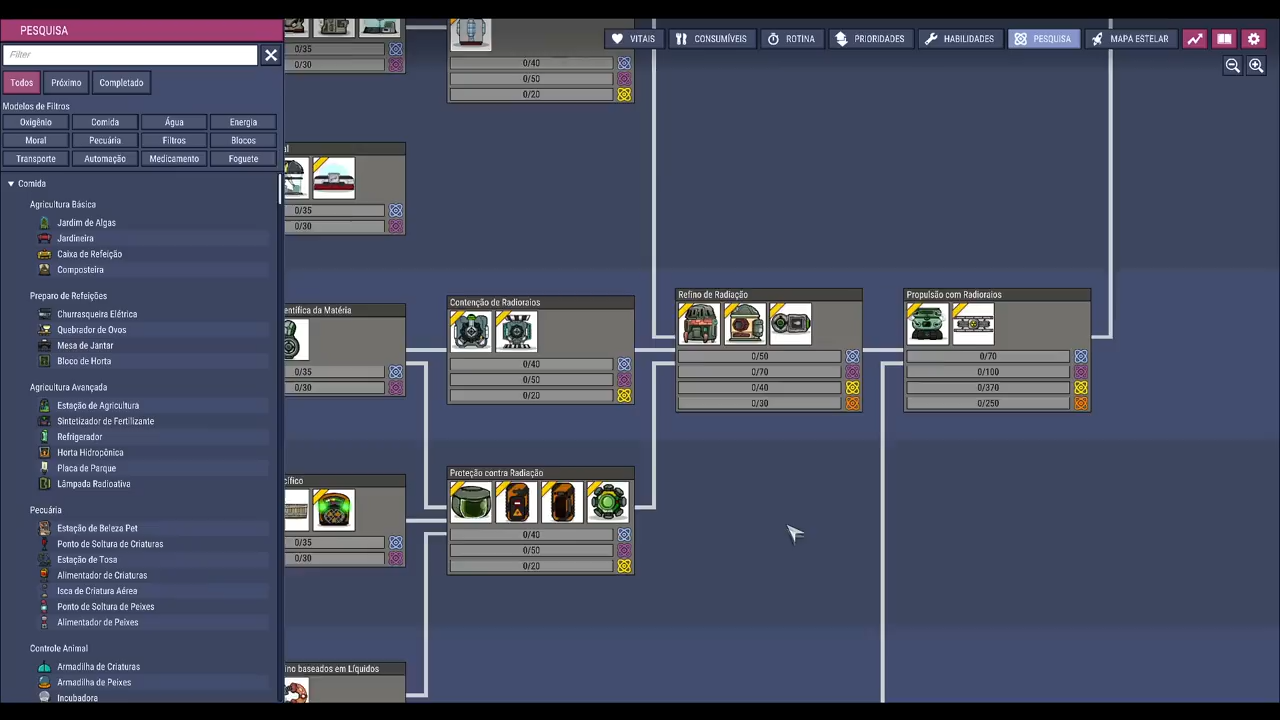 PESQUISA
Filter
Todos
Próximo
Completado
Modelos de Filtros
Oxigênio
Comida
Água
Energia
Moral
Pecuária
Filtros
Blocos
Transporte
Automação
Medicamento
Foguete
Comida
Agricultura Básica
Jardim de Algas
Jardineira
Caixa de Refeição
Composteira
Preparo de Refeições
Churrasqueira Elétrica
Quebrador de Ovos
Mesa de Jantar
Bloco de Horta
Agricultura Avançada
Estação de Agricultura
Sintetizador de Fertilizante
Refrigerador
Horta Hidropônica
Placa de Parque
Lâmpada Radioativa
Pecuária
Estação de Beleza Pet
Ponto de Soltura de Criaturas
Estação de Tosa
Alimentador de Criaturas
Isca de Criatura Aérea
Ponto de Soltura de Peixes
Alimentador de Peixes
Controle Animal
Armadilha de Criaturas
Armadilha de Peixes
Incubadora
VITAIS
CONSUMÍVEIS
ROTINA
PRIORIDADES
HABILIDADES
PESQUISA
MAPA ESTELAR
0/35
0/30
0/40
0/50
0/20
al
0/35
0/30
entífica da Matéria
0/35
0/30
Contenção de Radioraios
0/40
0/50
0/20
Refino de Radiação
0/50
0/70
0/40
0/30
Propulsão com Radioraios
0/70
0/100
0/370
0/250
cífico
0/35
0/30
Proteção contra Radiação
0/40
0/50
0/20
ino baseados em Líquidos